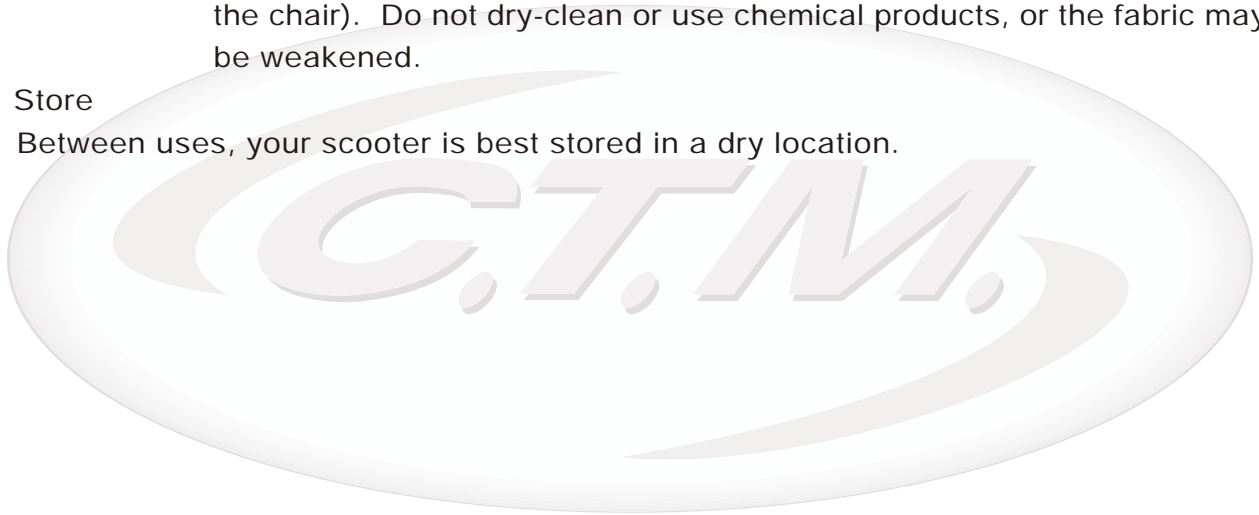 the chair). Do not dry-clean or use chemical products, or the fabric may
be weakened.
Store
Between uses, your scooter is best stored in a dry location.
C.T.M.